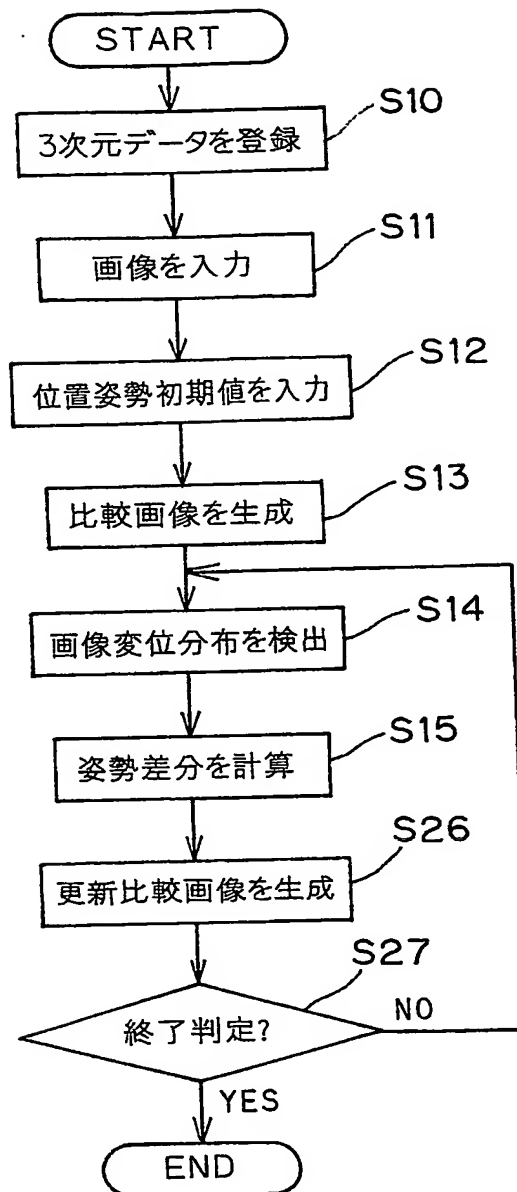 START
S10
3次元データを登録
S11
画像を入力
S12
位置姿勢初期値を入力
S13
比較画像を生成
S14
画像変位分布を検出
S15
姿勢差分を計算
S26
更新比較画像を生成
S27
終了判定?
NO
YES
END